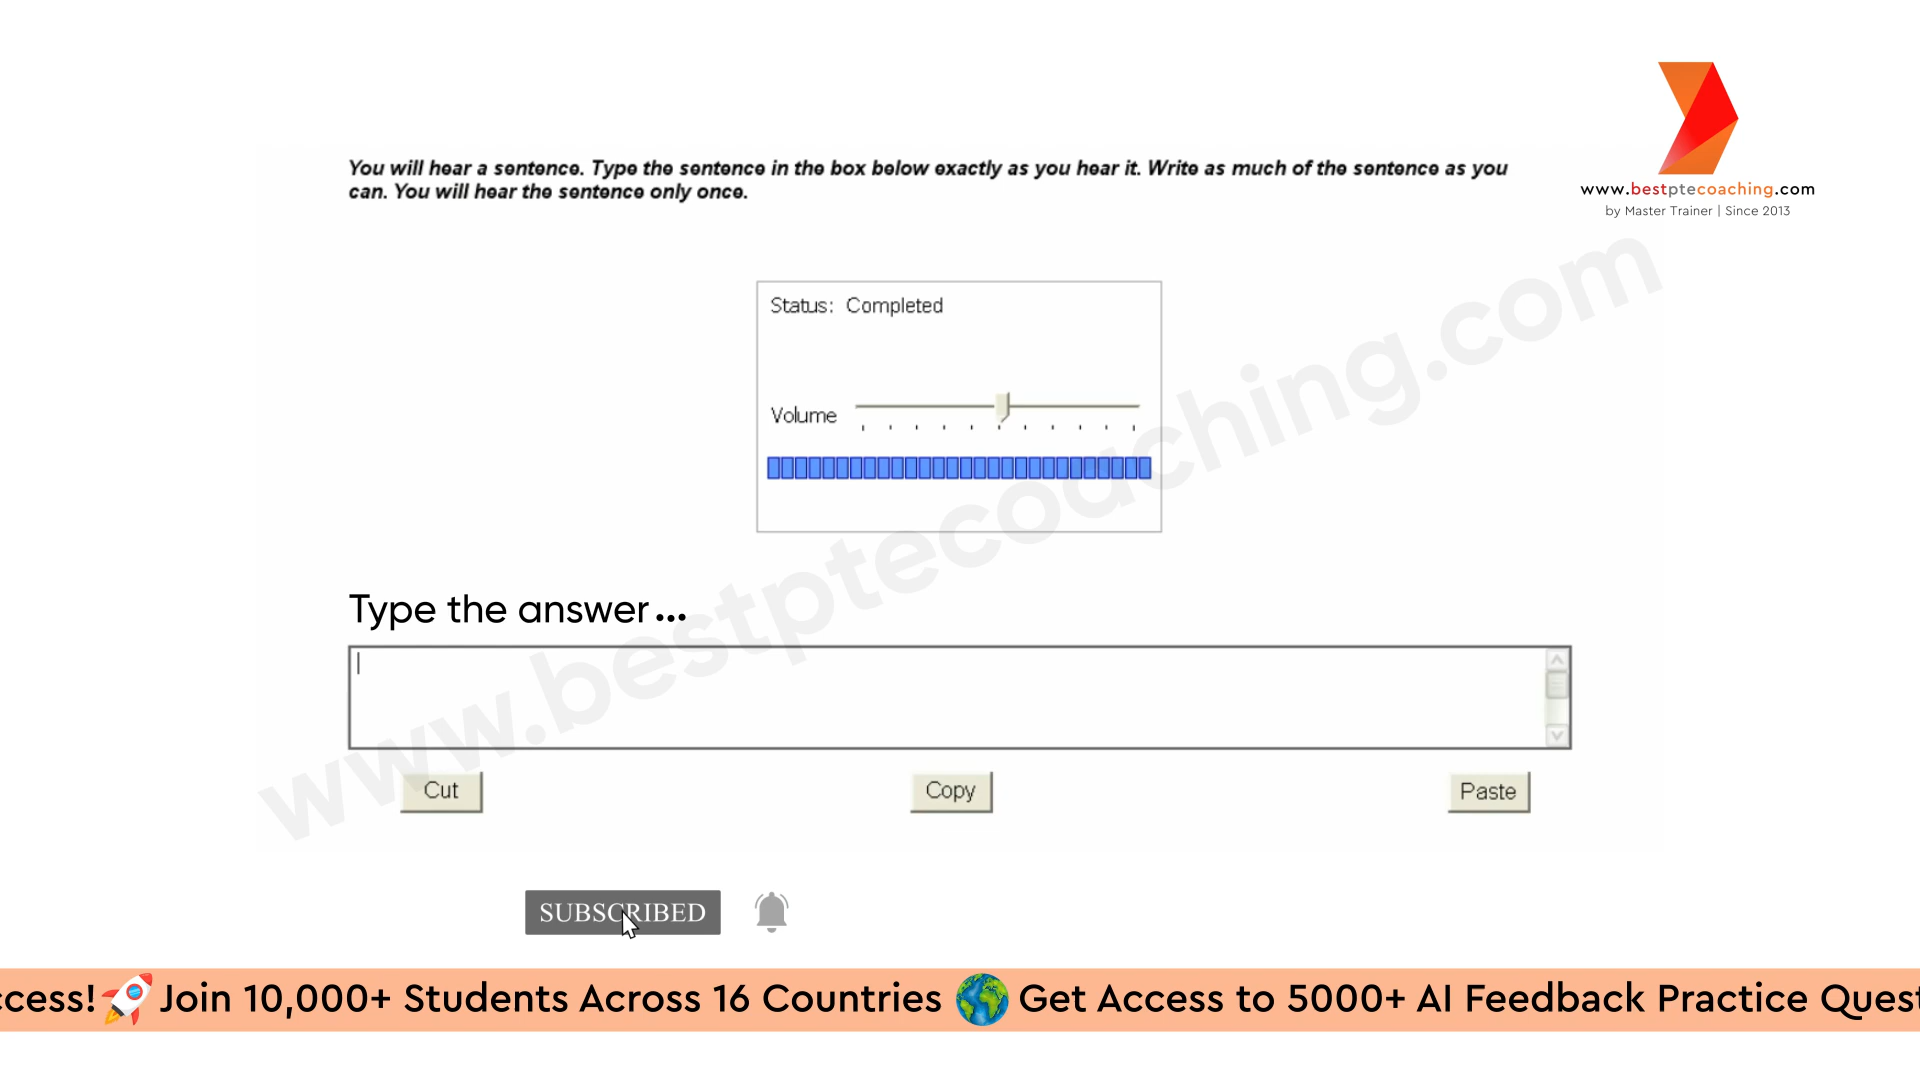 You will hear a sentence. Type the sentence in the box below exactly as you hear it. Write as much of the sentence as you
can. You will hear the sentence only once.
www.bestptecoaching.com
by Master Trainer | Since 2013
Status: Completed
Volume
www.bestptecoaching.com
Type the answer...
Cut
Copy
Paste
SUBSCRIBED
ccess! Join 10,000+ Students Across 16 Countries Get Access to 5000+ AI Feedback Practice Quest